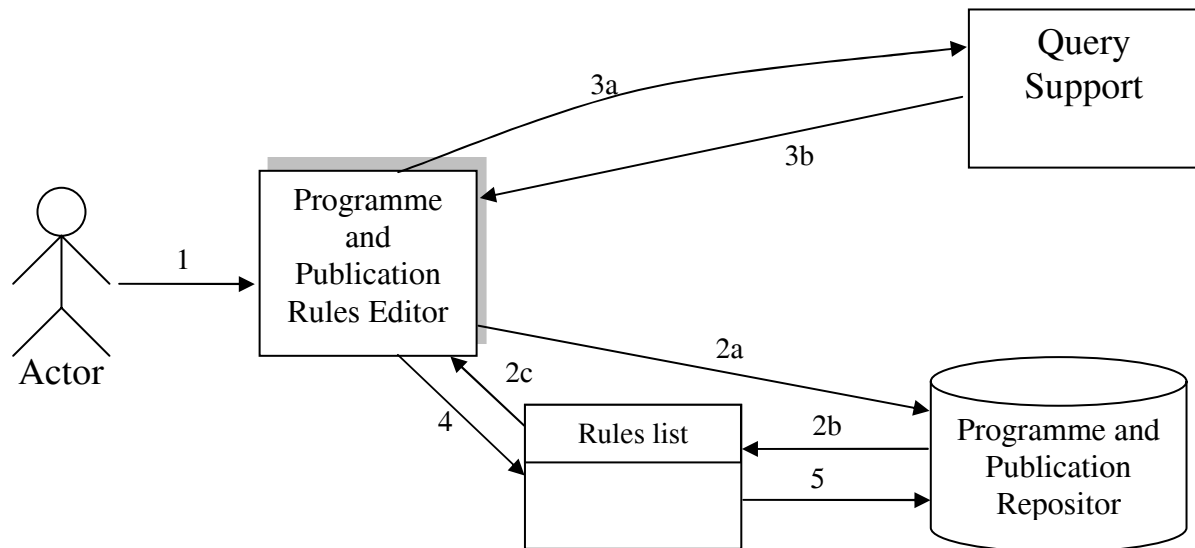 Query
Support
3a
3b
Programme
and
Publication
Rules Editor
1
Actor
2a
2c
4
Rules list
2b
5
Programme and
Publication
Repositor